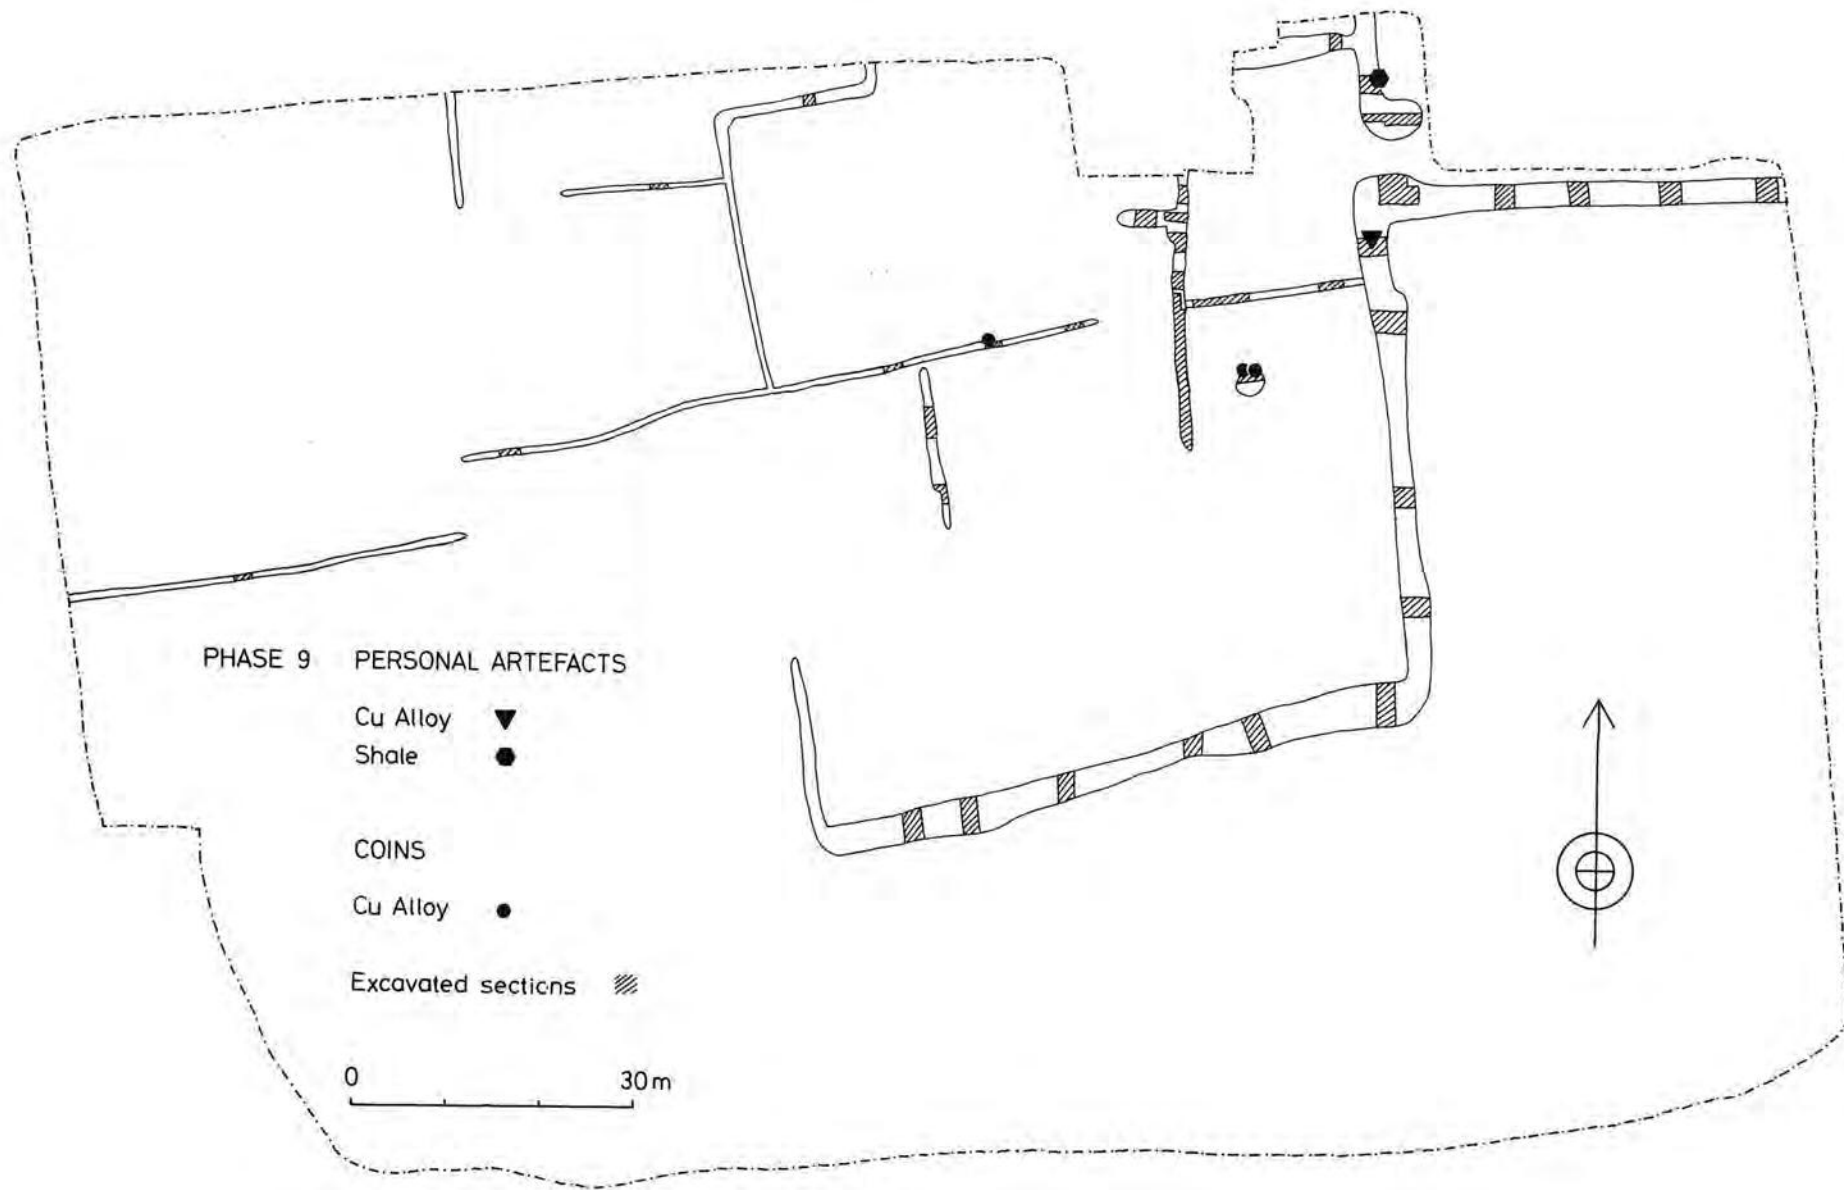 PHASE 9 PERSONAL ARTEFACTS
Cu Alloy
Shale
COINS
Cu Alloy
Excavated sections
0 30m